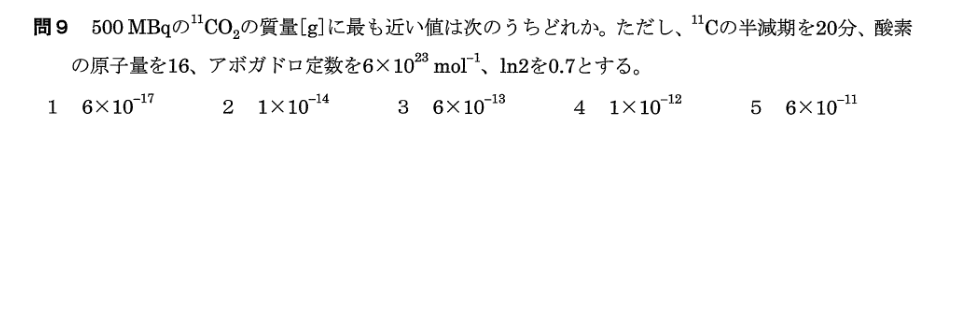 問9 500 MBqの¹¹CO₂の質量[g]に最も近い値は次のうちどれか。ただし、¹¹Cの半減期を20分、酸素
の原子量を16、アボガドロ定数を6×10²³ mol⁻¹、ln2を0.7とする。
1 6×10⁻¹⁷ 2 1×10⁻¹⁴ 3 6×10⁻¹³ 4 1×10⁻¹² 5 6×10⁻¹¹